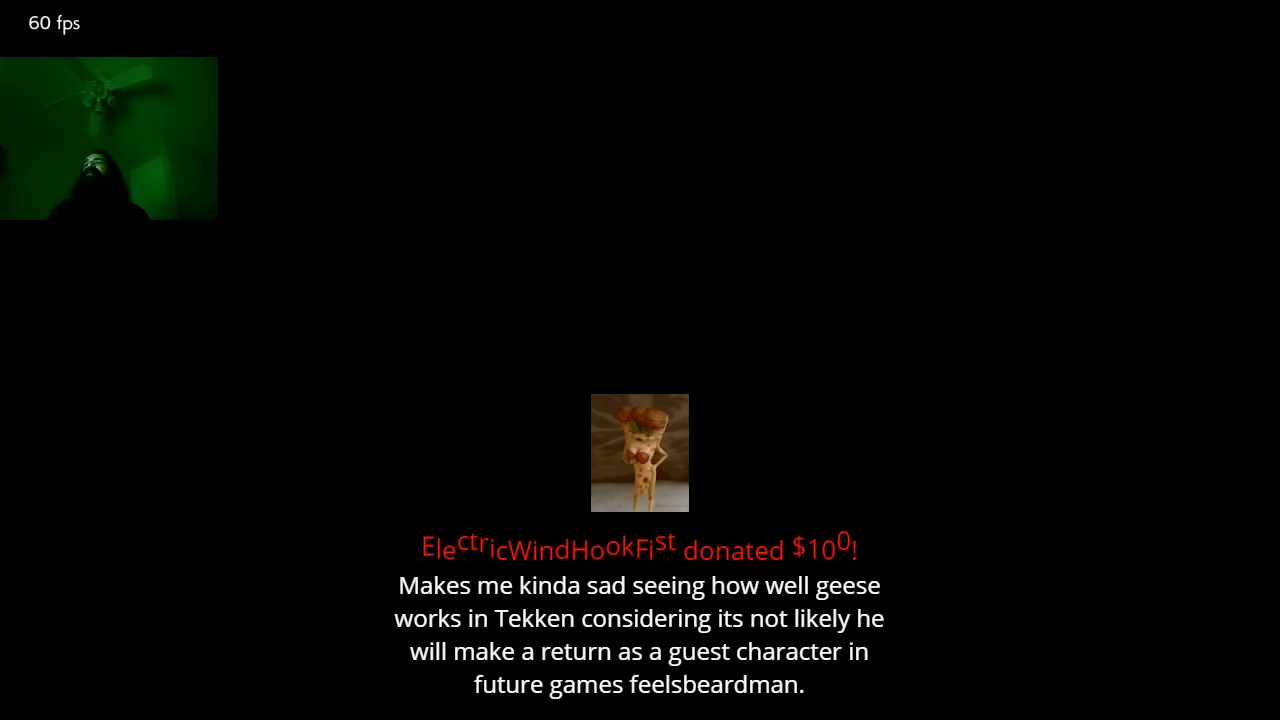 60 fps
ElectricWindHookFist donated $100!
Makes me kinda sad seeing how well geese
works in Tekken considering its not likely he
will make a return as a guest character in
future games feelsbeardman.